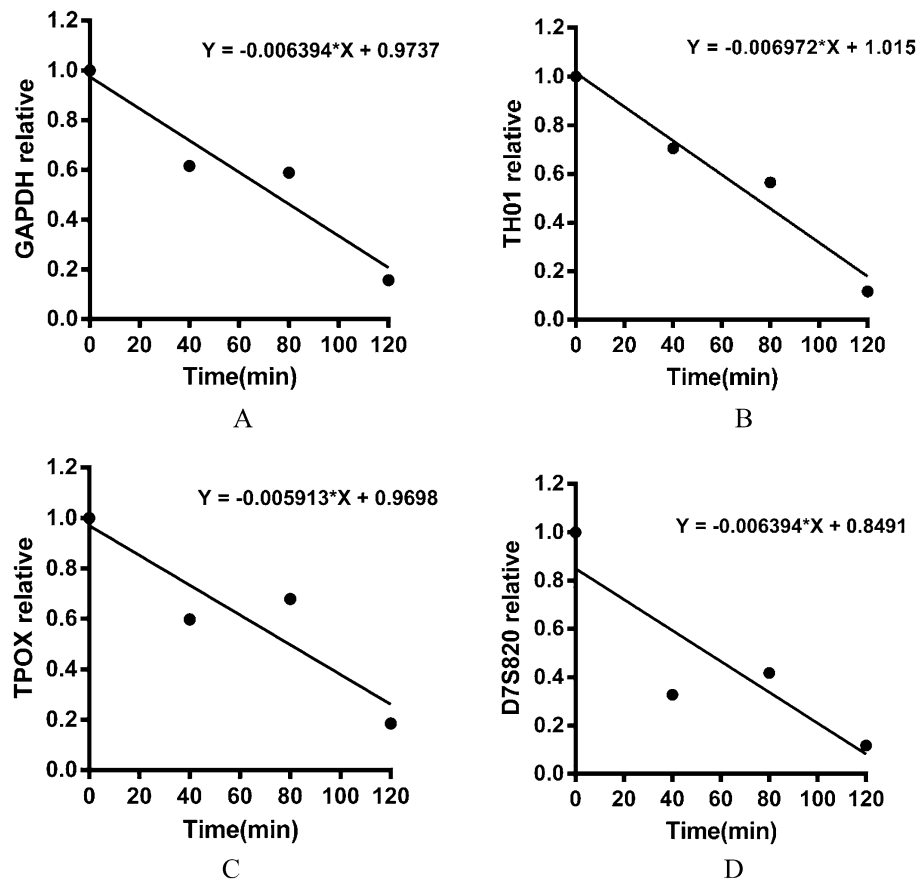 Y = -0.006394*X + 0.9737
GAPDH relative
1.2
1.0
0.8
0.6
0.4
0.2
0.0
0 20 40 60 80 100 120
Time(min)
A
Y = -0.006972*X + 1.015
TH01 relative
1.2
1.0
0.8
0.6
0.4
0.2
0.0
0 20 40 60 80 100 120
Time(min)
B
Y = -0.005913*X + 0.9698
TPOX relative
1.2
1.0
0.8
0.6
0.4
0.2
0.0
0 20 40 60 80 100 120
Time(min)
C
Y = -0.006394*X + 0.8491
D7S820 relative
1.2
1.0
0.8
0.6
0.4
0.2
0.0
0 20 40 60 80 100 120
Time(min)
D